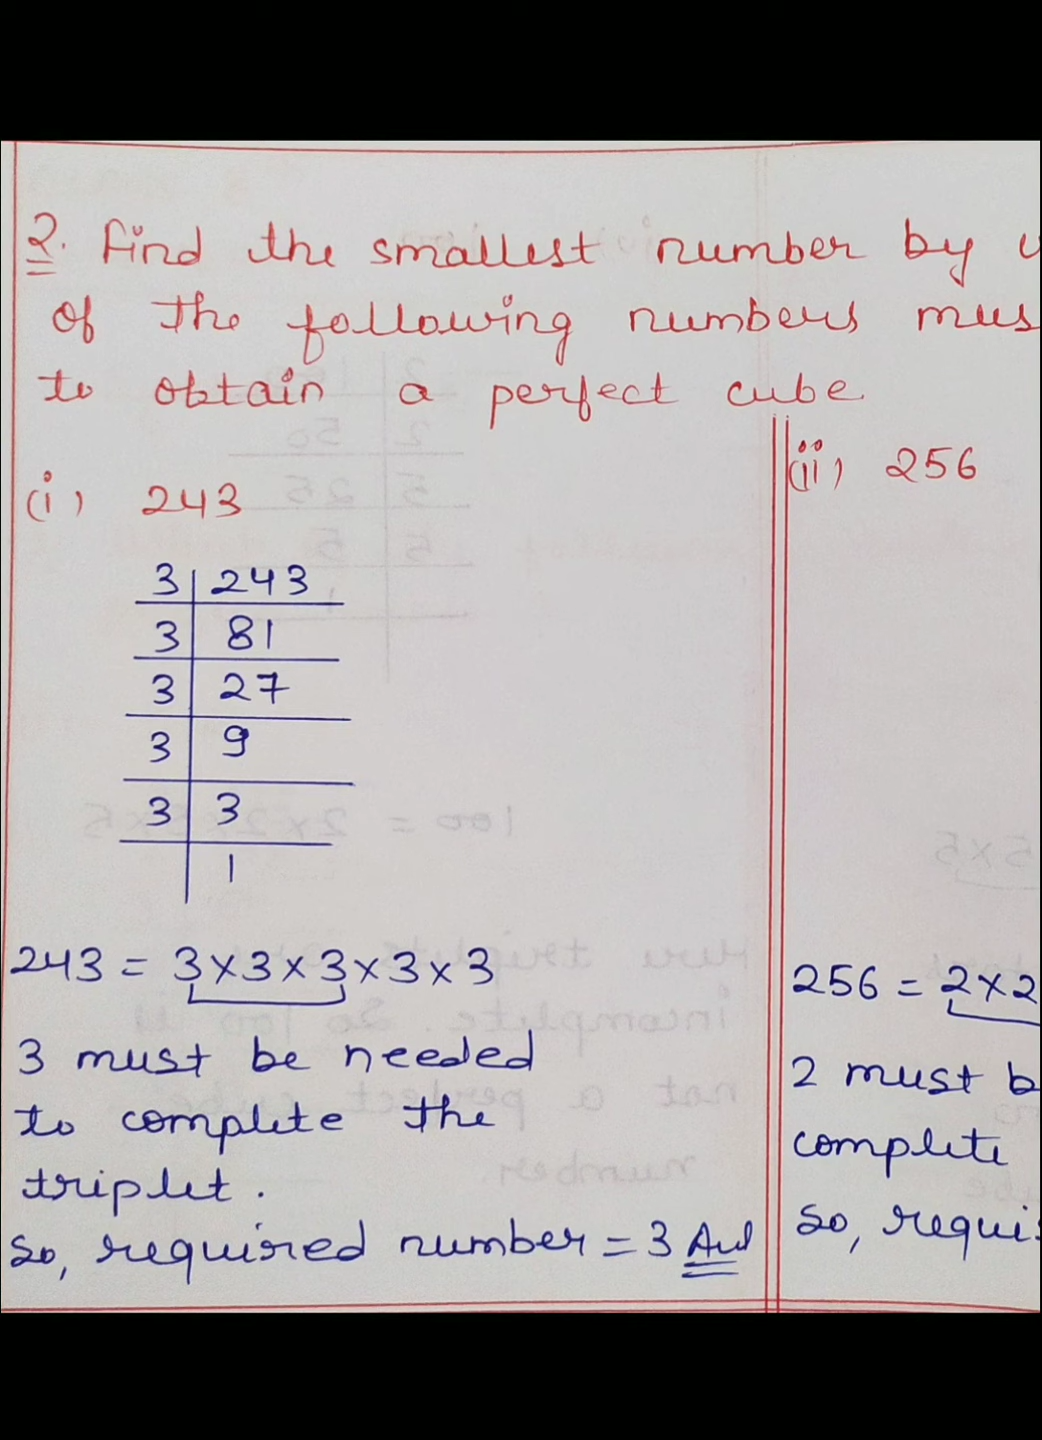 2. Find the smallest number by
of the following numbers mus
to obtain a perfect cube
(i) 243
3 243
3 81
3 27
3 9
3 3
1
243 = 3×3×3×3×3
3 must be needed
to complete the
triplet.
So, required number = 3 Ans
(ii) 256
256 = 2×2
2 must b
complete
so, requi